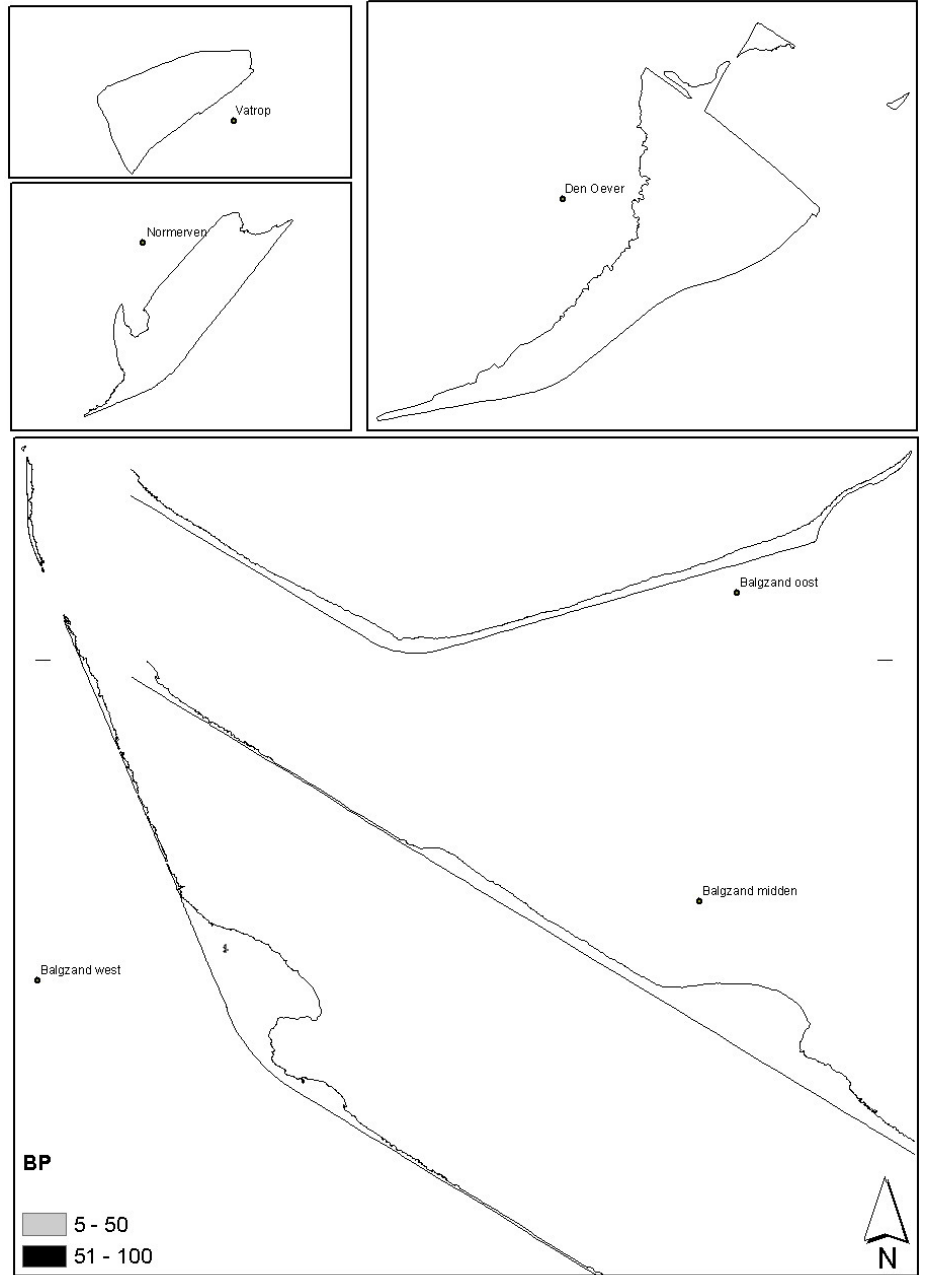 Vatrop
Normerven
Den Oever
Balgzand oost
Balgzand midden
Balgzand west
BP
5 - 50
51 - 100
N